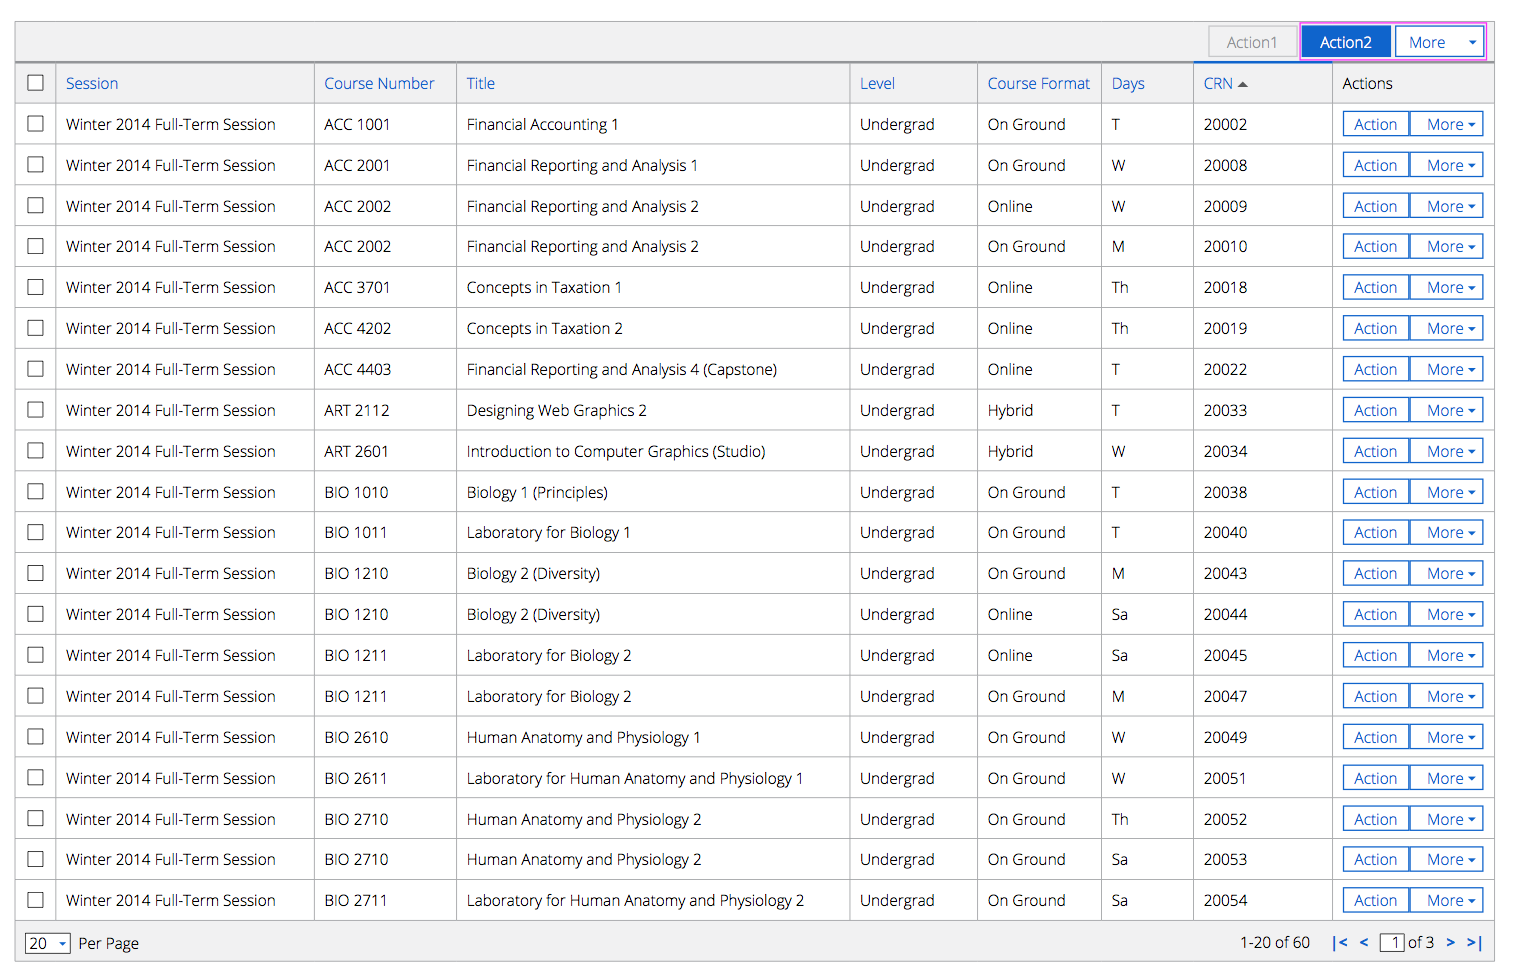 Action1 Action2 More
Session Course Number Title Level Course Format Days CRN Actions
Winter 2014 Full-Term Session ACC 1001 Financial Accounting 1 Undergrad On Ground T 20002 Action More
Winter 2014 Full-Term Session ACC 2001 Financial Reporting and Analysis 1 Undergrad On Ground W 20008 Action More
Winter 2014 Full-Term Session ACC 2002 Financial Reporting and Analysis 2 Undergrad Online W 20009 Action More
Winter 2014 Full-Term Session ACC 2002 Financial Reporting and Analysis 2 Undergrad On Ground M 20010 Action More
Winter 2014 Full-Term Session ACC 3701 Concepts in Taxation 1 Undergrad Online Th 20018 Action More
Winter 2014 Full-Term Session ACC 4202 Concepts in Taxation 2 Undergrad Online Th 20019 Action More
Winter 2014 Full-Term Session ACC 4403 Financial Reporting and Analysis 4 (Capstone) Undergrad Online T 20022 Action More
Winter 2014 Full-Term Session ART 2112 Designing Web Graphics 2 Undergrad Hybrid T 20033 Action More
Winter 2014 Full-Term Session ART 2601 Introduction to Computer Graphics (Studio) Undergrad Hybrid W 20034 Action More
Winter 2014 Full-Term Session BIO 1010 Biology 1 (Principles) Undergrad On Ground T 20038 Action More
Winter 2014 Full-Term Session BIO 1011 Laboratory for Biology 1 Undergrad On Ground T 20040 Action More
Winter 2014 Full-Term Session BIO 1210 Biology 2 (Diversity) Undergrad On Ground M 20043 Action More
Winter 2014 Full-Term Session BIO 1210 Biology 2 (Diversity) Undergrad Online Sa 20044 Action More
Winter 2014 Full-Term Session BIO 1211 Laboratory for Biology 2 Undergrad Online Sa 20045 Action More
Winter 2014 Full-Term Session BIO 1211 Laboratory for Biology 2 Undergrad On Ground M 20047 Action More
Winter 2014 Full-Term Session BIO 2610 Human Anatomy and Physiology 1 Undergrad On Ground W 20049 Action More
Winter 2014 Full-Term Session BIO 2611 Laboratory for Human Anatomy and Physiology 1 Undergrad On Ground W 20051 Action More
Winter 2014 Full-Term Session BIO 2710 Human Anatomy and Physiology 2 Undergrad On Ground Th 20052 Action More
Winter 2014 Full-Term Session BIO 2710 Human Anatomy and Physiology 2 Undergrad On Ground Sa 20053 Action More
Winter 2014 Full-Term Session BIO 2711 Laboratory for Human Anatomy and Physiology 2 Undergrad On Ground Sa 20054 Action More
20 Per Page 1-20 of 60 |< < 1 of 3 > >|